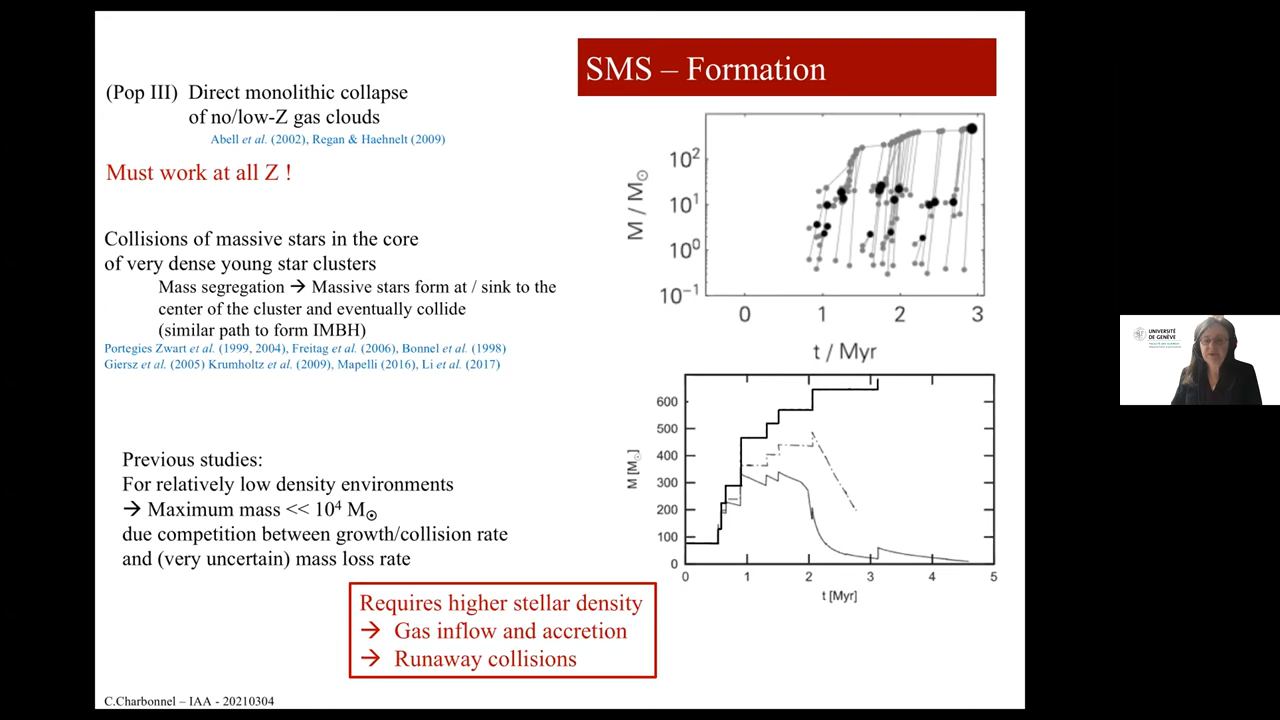 SMS – Formation
(Pop III) Direct monolithic collapse
of no/low-Z gas clouds
Abell et al. (2002), Regan & Haehnelt (2009)
Must work at all Z !
Collisions of massive stars in the core
of very dense young star clusters
Mass segregation → Massive stars form at / sink to the
center of the cluster and eventually collide
(similar path to form IMBH)
Portegies Zwart et al. (1999, 2004), Freitag et al. (2006), Bonnel et al. (1998)
Giersz et al. (2005) Krumholtz et al. (2009), Mapelli (2016), Li et al. (2017)
Previous studies:
For relatively low density environments
→ Maximum mass << 10⁴ M☉
due competition between growth/collision rate
and (very uncertain) mass loss rate
Requires higher stellar density
→ Gas inflow and accretion
→ Runaway collisions
C.Charbonnel – IAA - 20210304
M / M☉
10²
10¹
10⁰
10⁻¹
0 1 2 3
t / Myr
M [M☉]
600
500
400
300
200
100
0
0 1 2 3 4 5
t [Myr]
UNIVERSITÉ
DE GENÈVE